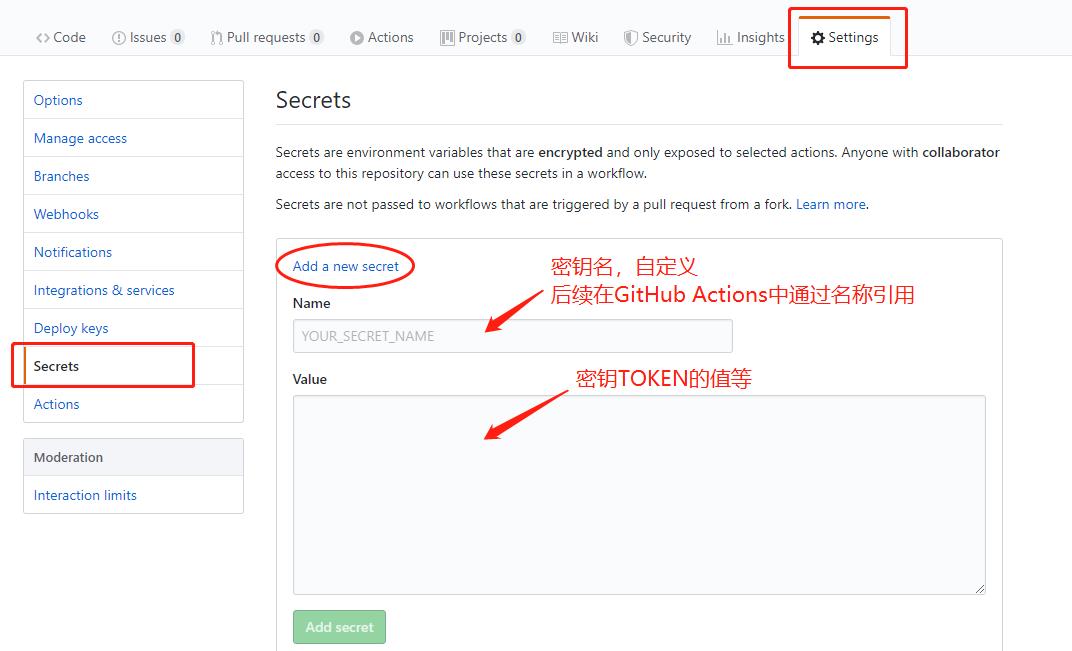 Code Issues 0 Pull requests 0 Actions Projects 0 Wiki Security Insights Settings
Options
Manage access
Branches
Webhooks
Notifications
Integrations & services
Deploy keys
Secrets
Actions
Moderation
Interaction limits
Secrets
Secrets are environment variables that are encrypted and only exposed to selected actions. Anyone with collaborator
access to this repository can use these secrets in a workflow.
Secrets are not passed to workflows that are triggered by a pull request from a fork. Learn more.
Add a new secret
密钥名，自定义
后续在GitHub Actions中通过名称引用
Name
YOUR_SECRET_NAME
密钥TOKEN的值等
Value
Add secret